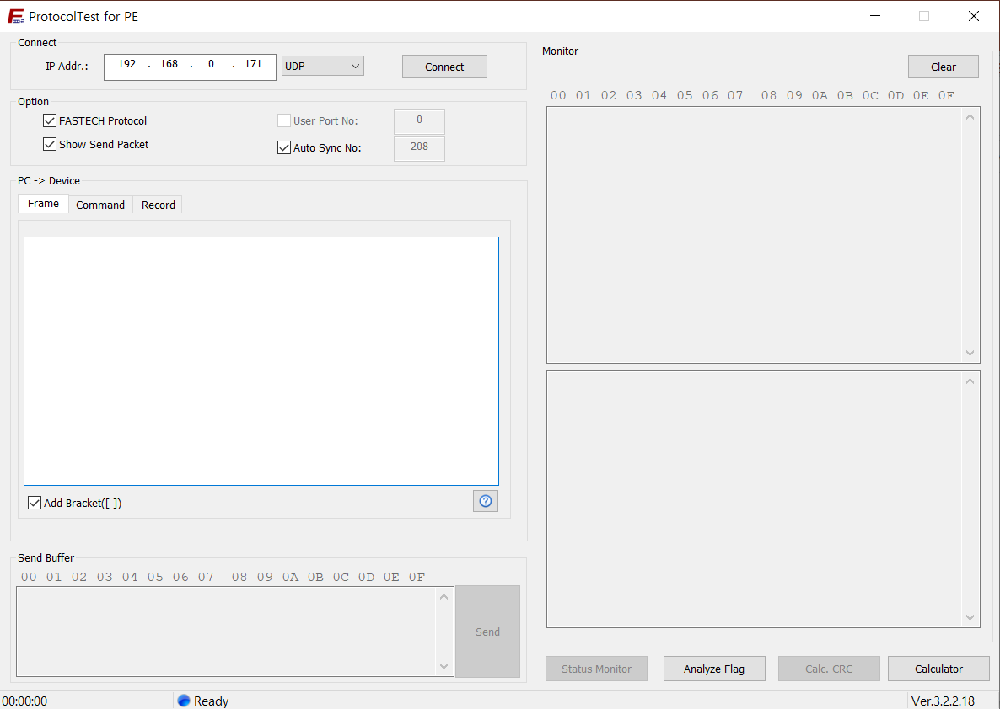 ProtocolTest for PE
Connect
IP Addr.: 192 . 168 . 0 . 171 UDP Connect
Option
FASTECH Protocol User Port No: 0
Show Send Packet Auto Sync No: 208
PC -> Device
Frame Command Record
Add Bracket([ ])
Send Buffer
00 01 02 03 04 05 06 07 08 09 0A 0B 0C 0D 0E 0F
Send
Monitor
Clear
00 01 02 03 04 05 06 07 08 09 0A 0B 0C 0D 0E 0F
Status Monitor Analyze Flag Calc. CRC Calculator
00:00:00 Ready Ver.3.2.2.18